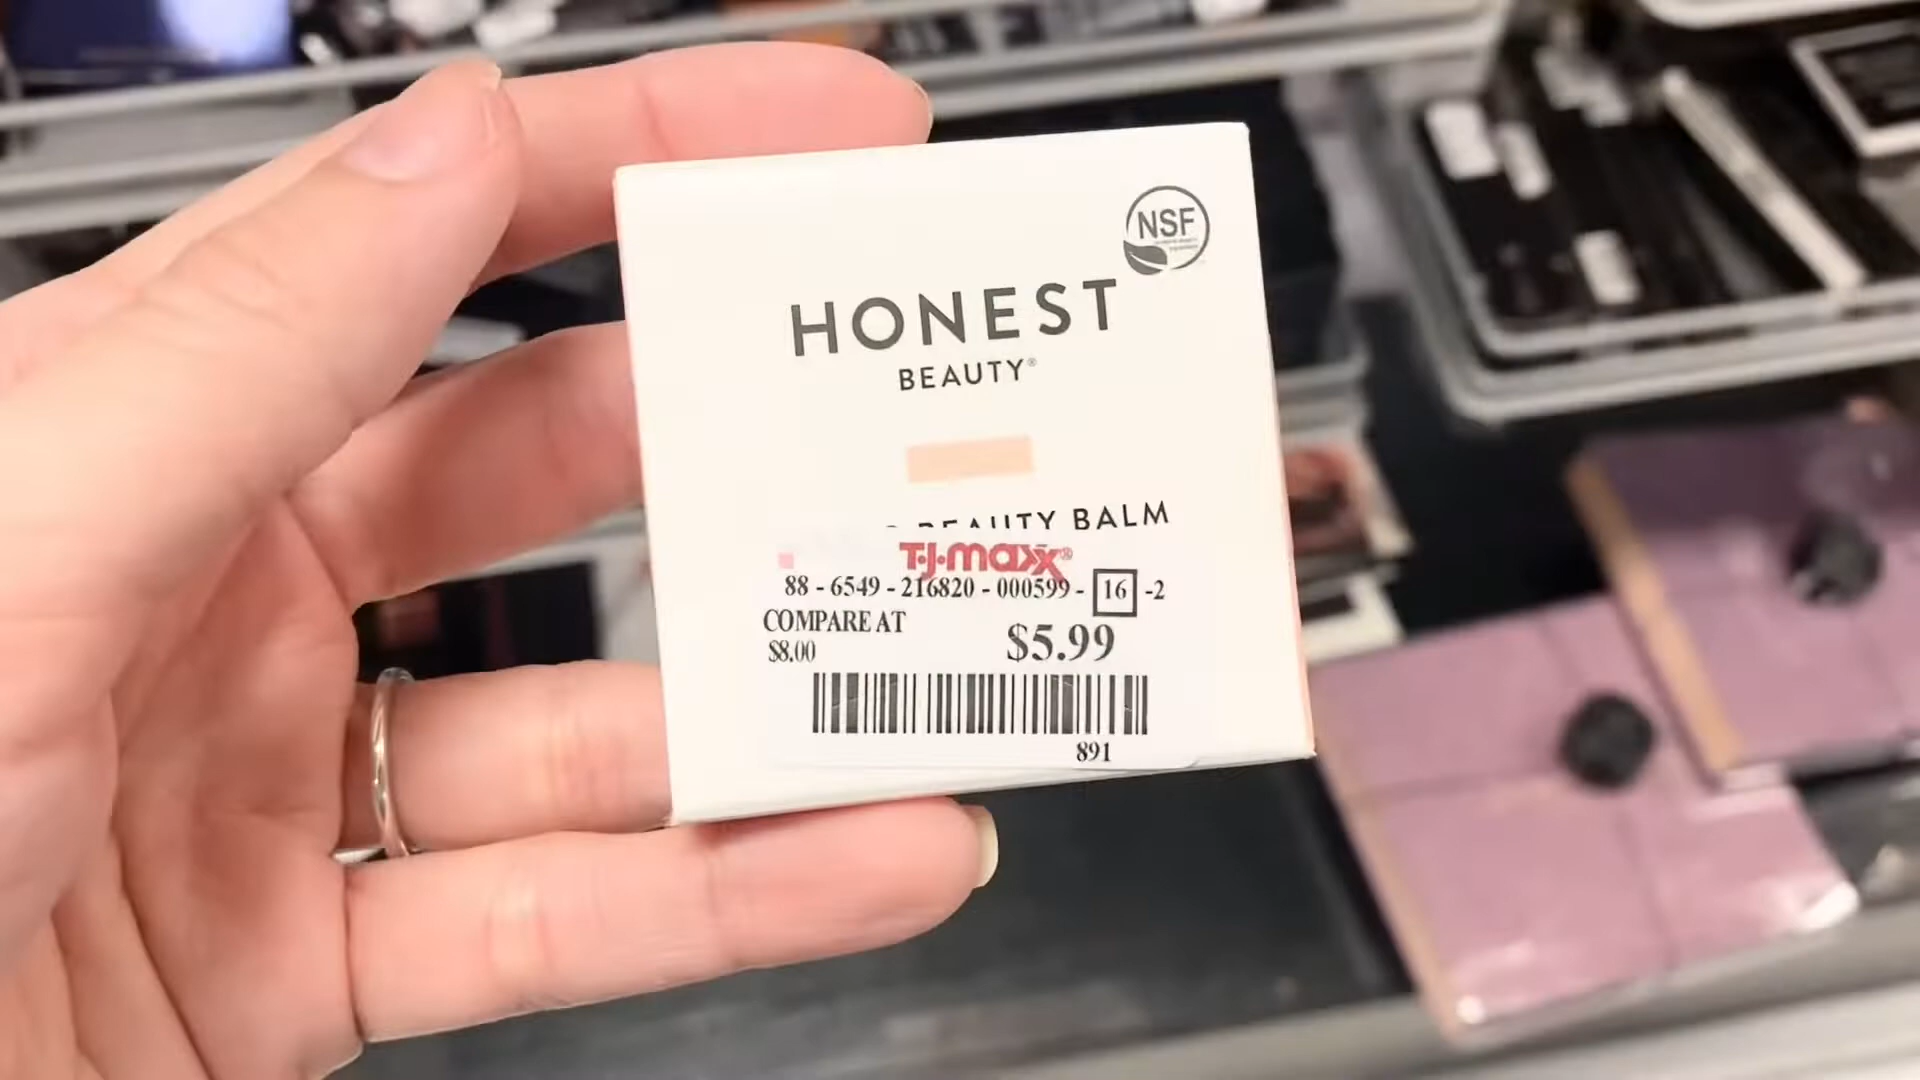 NSF
HONEST
BEAUTY®
BEAUTY BALM
T·J·maxx®
88 - 6549 - 216820 - 000599 - 16 -2
COMPARE AT
$8.00
$5.99
891